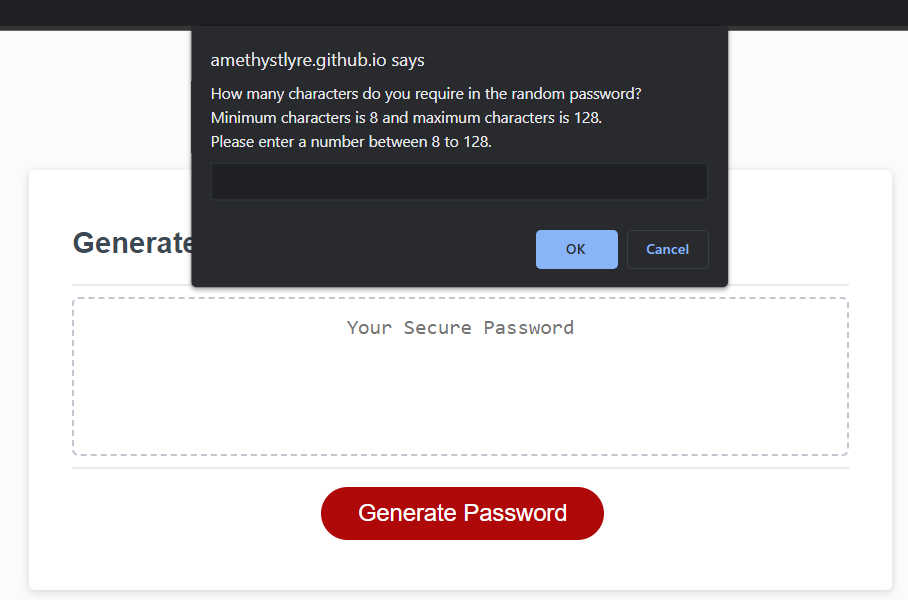 amethystlyre.github.io says
How many characters do you require in the random password?
Minimum characters is 8 and maximum characters is 128.
Please enter a number between 8 to 128.
OK
Cancel
Generate
Your Secure Password
Generate Password